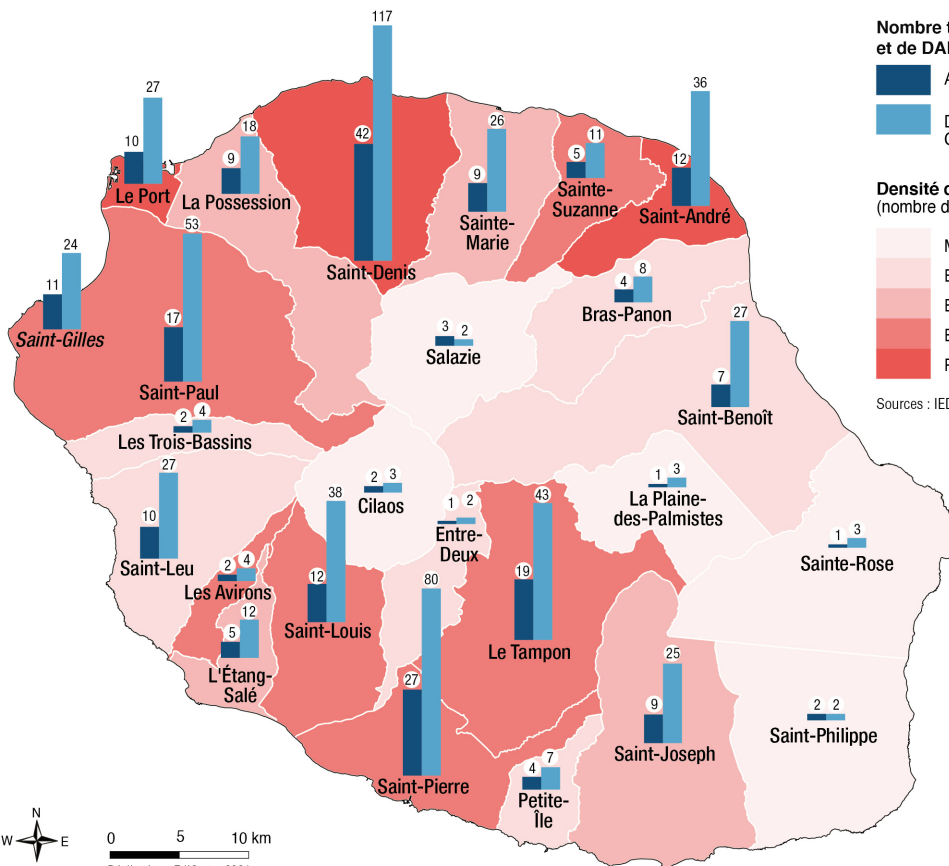 117
Nombre t
et de DAI
A
D
C
27
10
36
42
18
9
26
9
11
5
12
Le Port
La Possession
Sainte-
Marie
Sainte-
Suzanne
Saint-André
Saint-Denis
Densité c
(nombre d
M
E
E
E
F
Sources : IED
53
24
11
17
Saint-Gilles
Saint-Paul
4
8
Bras-Panon
3
2
Salazie
27
7
Saint-Benoît
2
4
Les Trois-Bassins
27
10
Saint-Leu
2
3
Cilaos
38
12
Saint-Louis
1
2
Entre-
Deux
43
19
Le Tampon
1
3
La Plaine-
des-Palmistes
1
3
Sainte-Rose
2
4
Les Avirons
12
5
L'Étang-
Salé
80
27
Saint-Pierre
25
9
Saint-Joseph
2
2
Saint-Philippe
4
7
Petite-
Île
N
W
E
S
0
5
10 km